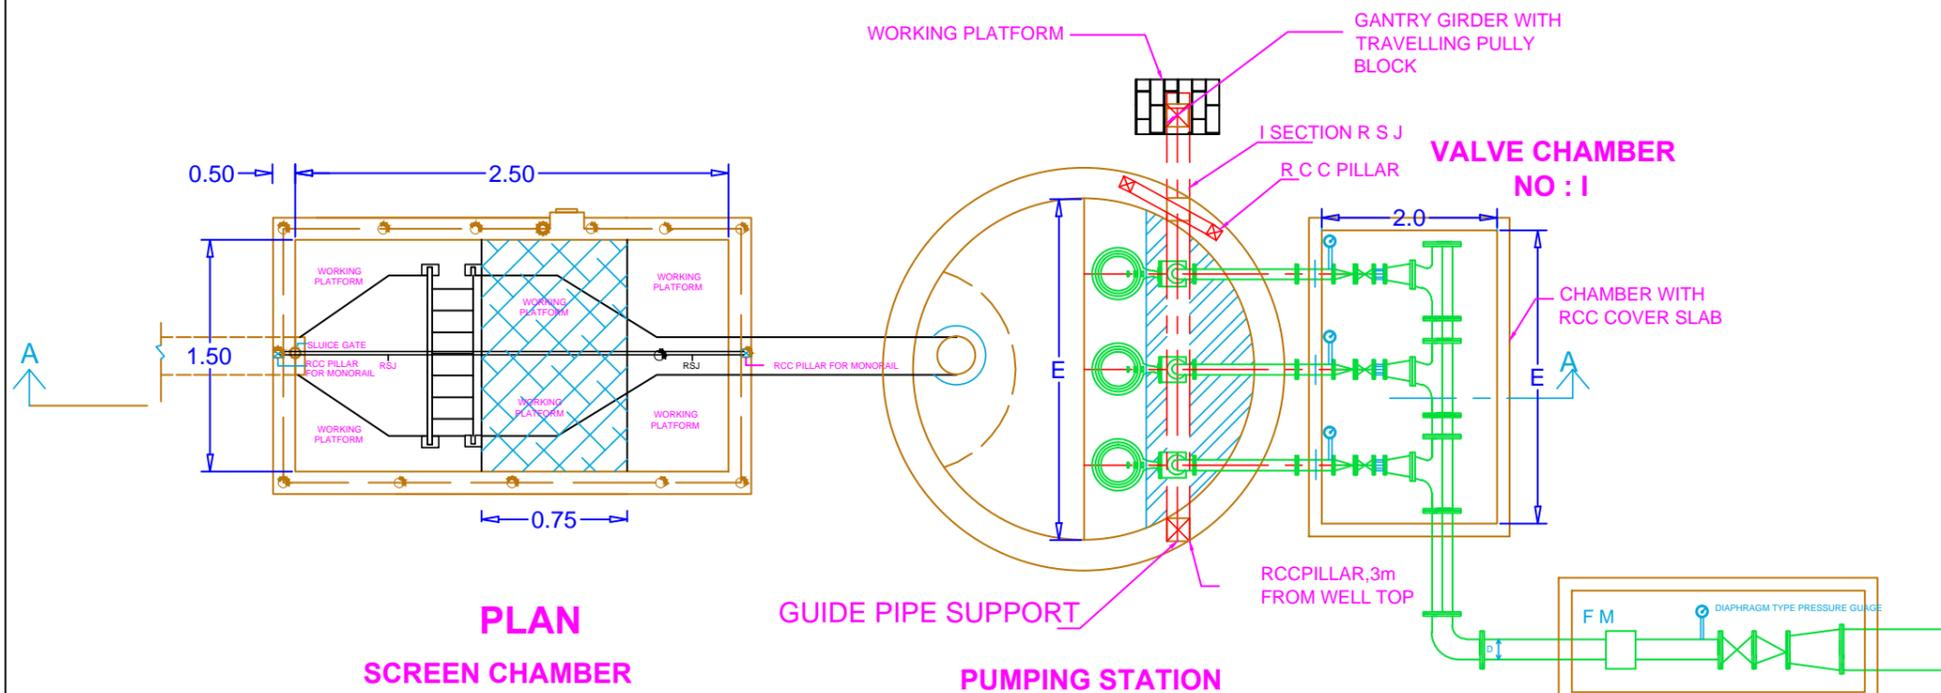 WORKING PLATFORM
GANTRY GIRDER WITH
TRAVELLING PULLY
BLOCK
I SECTION R S J
R C C PILLAR
VALVE CHAMBER
NO : I
0.50
2.50
2.0
WORKING
PLATFORM
WORKING
PLATFORM
WORKING
PLATFORM
CHAMBER WITH
RCC COVER SLAB
A
1.50
SLUICE GATE
RCC PILLAR
FOR MONORAIL
RSJ
RSJ
RCC PILLAR FOR MONORAIL
E
E
A
WORKING
PLATFORM
WORKING
PLATFORM
WORKING
PLATFORM
0.75
RCCPILLAR,3m
FROM WELL TOP
GUIDE PIPE SUPPORT
PLAN
SCREEN CHAMBER
PUMPING STATION
F M
DIAPHRAGM TYPE PRESSURE GUAGE
D